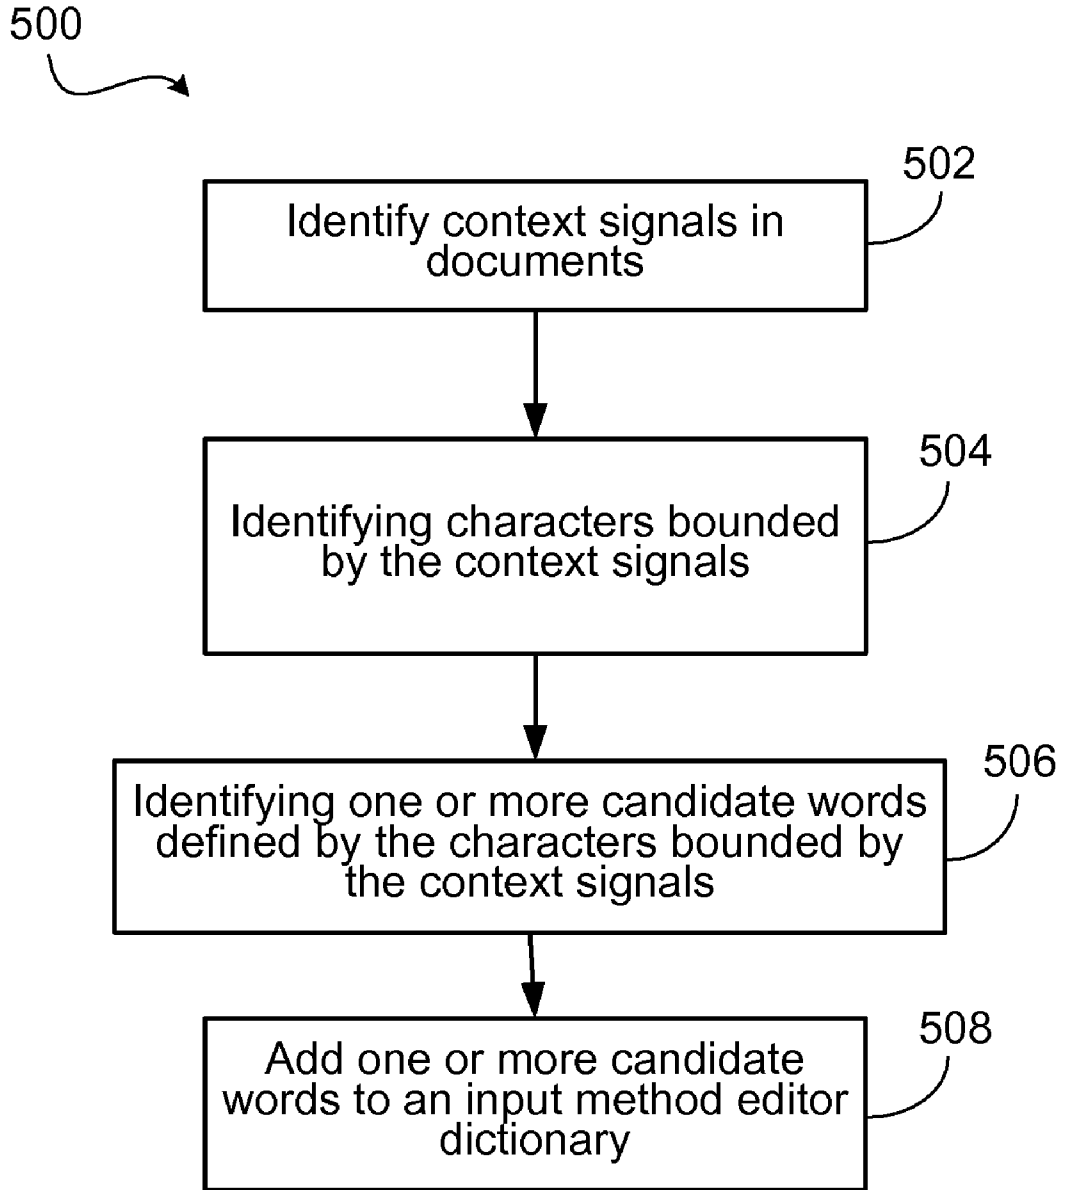 500
502
Identify context signals in
documents
504
Identifying characters bounded
by the context signals
506
Identifying one or more candidate words
defined by the characters bounded by
the context signals
508
Add one or more candidate
words to an input method editor
dictionary